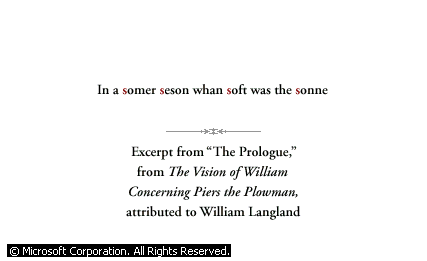 In a somer seson whan soft was the sonne
Excerpt from “The Prologue,”
from The Vision of William
Concerning Piers the Plowman,
attributed to William Langland
© Microsoft Corporation. All Rights Reserved.